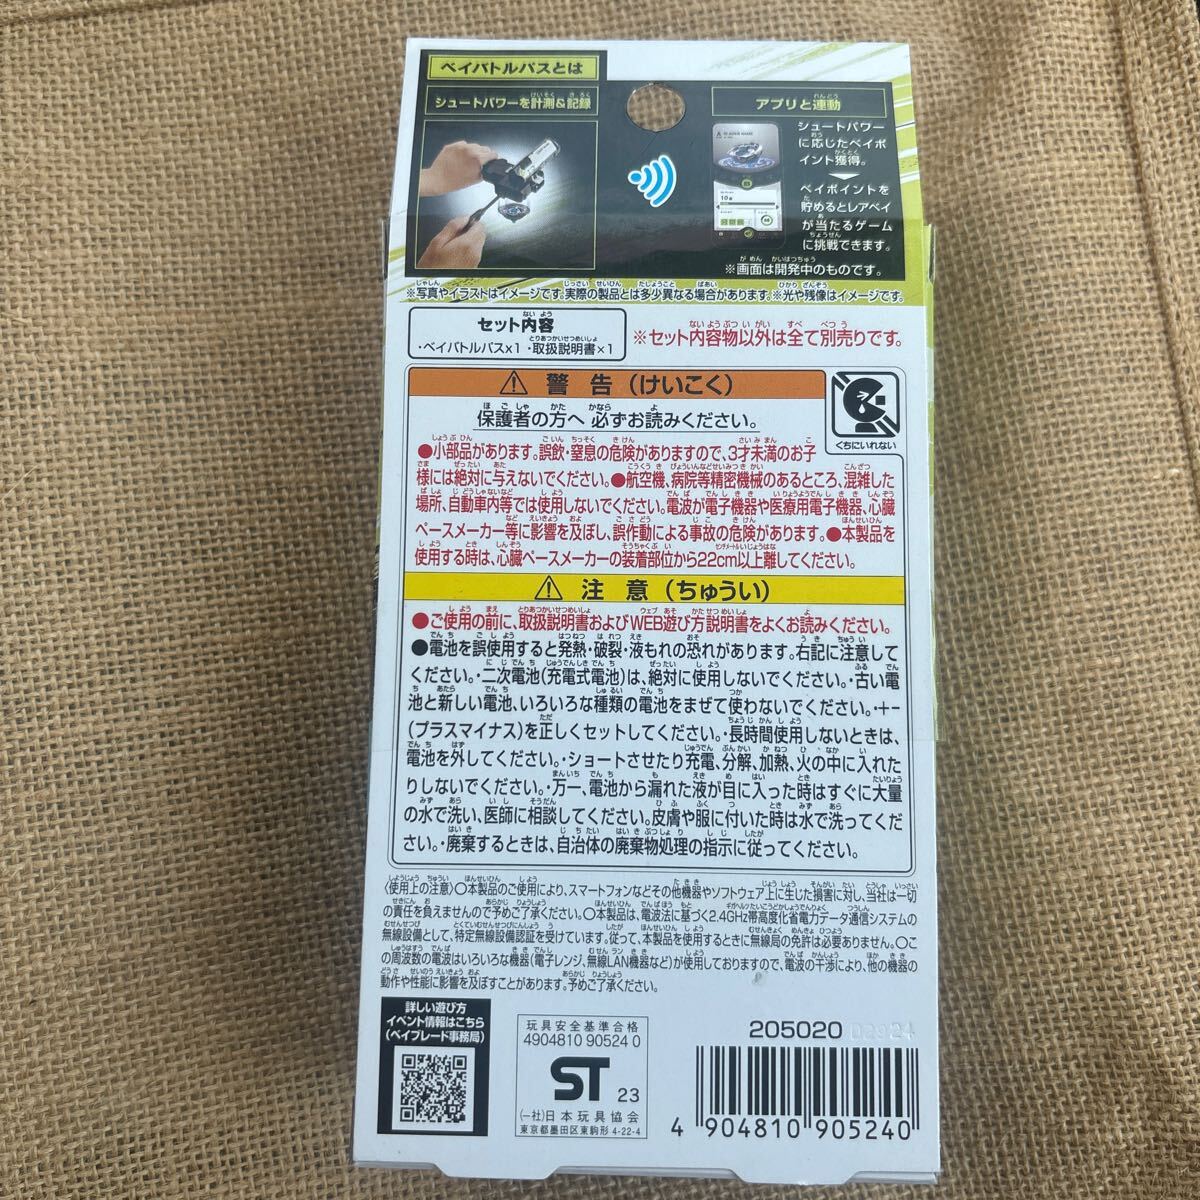 ベイバトルパスとは
シュートパワーを計測&記録
アプリと連動
シュートパワー
に応じたベイポ
イント獲得。
ベイポイントを
貯めるとレアベイ
が当たるゲーム
に挑戦できます。
※画面は開発中のものです。
※写真やイラストはイメージです。実際の製品とは多少異なる場合があります。※光や残像はイメージです。
セット内容
・ベイバトルパス×1 ・取扱説明書×1
※セット内容物以外は全て別売りです。
⚠ 警 告 (けいこく)
くちにいれない
保護者の方へ 必ずお読みください。
●小部品があります。誤飲・窒息の危険がありますので、3才未満のお子
様には絶対に与えないでください。●航空機、病院等精密機械のあるところ、混雑した
場所、自動車内等では使用しないでください。電波が電子機器や医療用電子機器、心臓
ペースメーカー等に影響を及ぼし、誤作動による事故の危険があります。●本製品を
使用する時は、心臓ペースメーカーの装着部位から22cm以上離してください。
⚠ 注 意 (ちゅうい)
●ご使用の前に、取扱説明書およびWEB遊び方説明書をよくお読みください。
●電池を誤使用すると発熱・破裂・液もれの恐れがあります。右記に注意して
ください。・二次電池(充電式電池)は、絶対に使用しないでください。・古い電
池と新しい電池、いろいろな種類の電池をまぜて使わないでください。・+−
(プラスマイナス)を正しくセットしてください。・長時間使用しないときは、
電池を外してください。・ショートさせたり充電、分解、加熱、火の中に入れた
りしないでください。・万一、電池から漏れた液が目に入った時はすぐに大量
の水で洗い、医師に相談してください。皮膚や服に付いた時は水で洗ってくだ
さい。・廃棄するときは、自治体の廃棄物処理の指示に従ってください。
〈使用上の注意〉○本製品のご使用により、スマートフォンなどその他機器やソフトウェア上に生じた損害に対し、当社は一切
の責任を負えませんので予めご了承ください。○本製品は、電波法に基づく2.4GHz帯高度化省電力データ通信システムの
無線設備として、特定無線設備認証を受けています。従って、本製品を使用するときに無線局の免許は必要ありません。○こ
の周波数の電波はいろいろな機器(電子レンジ、無線LAN機器など)が使用しておりますので、電波の干渉により、他の機器の
動作や性能に影響を及ぼすことがあります。予めご了承ください。
詳しい遊び方
イベント情報はこちら
(ベイブレード事務局)
玩具安全基準合格
4904810 90524 0
ST 23
(一社)日本玩具協会
東京都墨田区東駒形 4-22-4
205020 02924
4 904810 905240